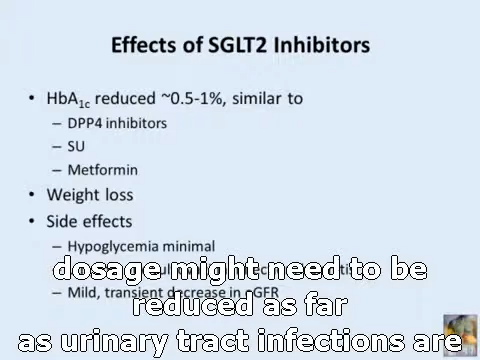 Effects of SGLT2 Inhibitors
• HbA1c reduced ~0.5-1%, similar to
– DPP4 inhibitors
– SU
– Metformin
• Weight loss
• Side effects
– Hypoglycemia minimal
– Mild, transient decrease in eGFR
dosage might need to be
reduced as far
as urinary tract infections are